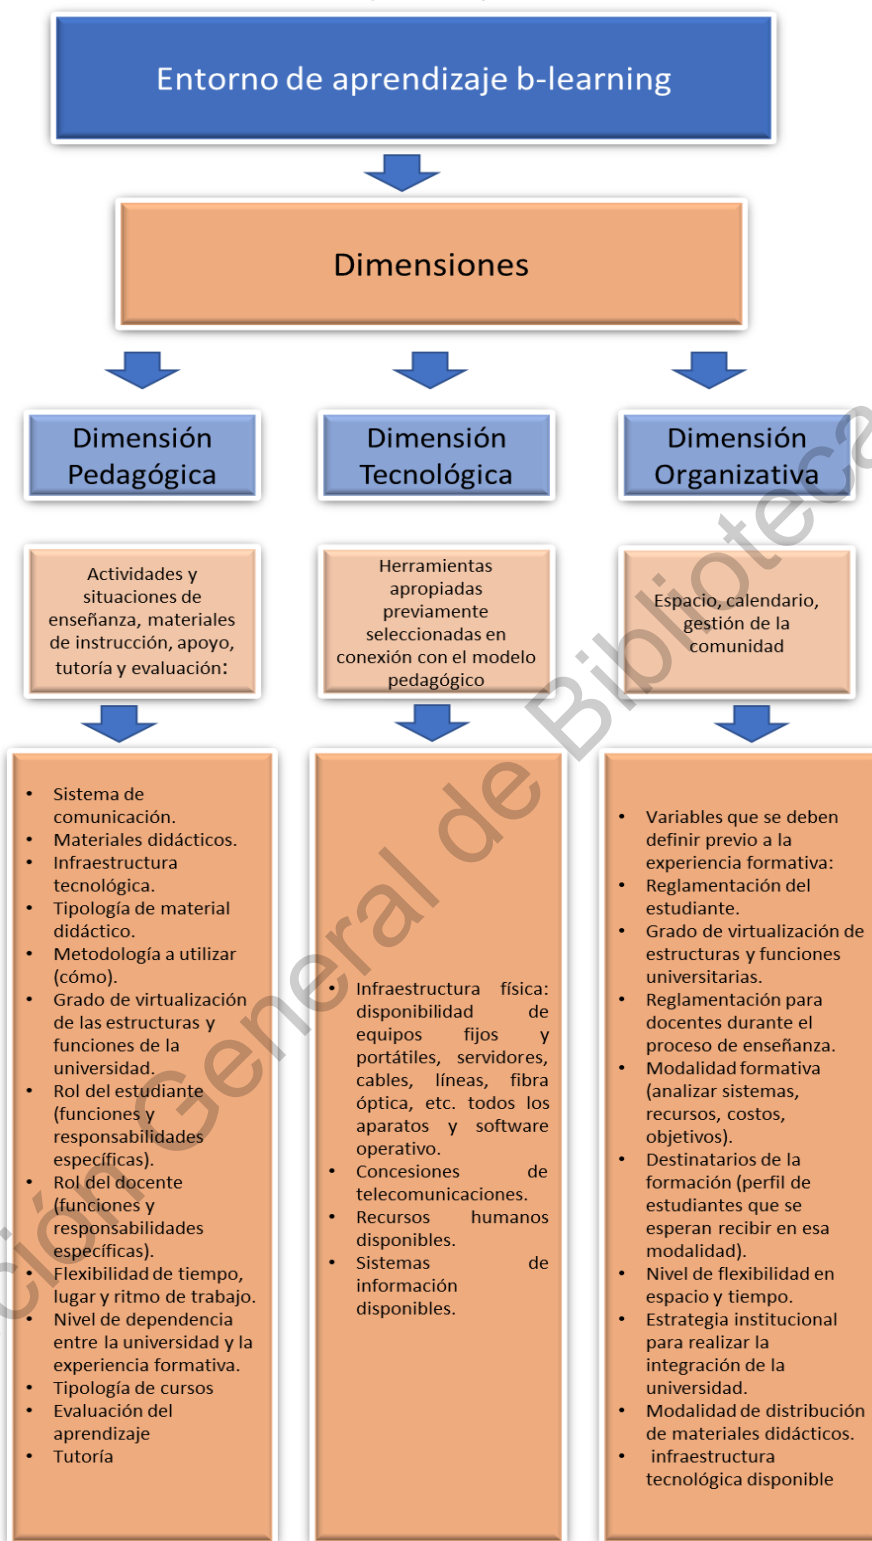 Entorno de aprendizaje b-learning
Dimensiones
Dimensión
Pedagógica
Dimensión
Tecnológica
Dimensión
Organizativa
Actividades y
situaciones de
enseñanza, materiales
de instrucción, apoyo,
tutoría y evaluación:
Herramientas
apropiadas
previamente
seleccionadas en
conexión con el modelo
pedagógico
Espacio, calendario,
gestión de la
comunidad
• Sistema de
comunicación.
• Materiales didácticos.
• Infraestructura
tecnológica.
• Tipología de material
didáctico.
• Metodología a utilizar
(cómo).
• Grado de virtualización
de las estructuras y
funciones de la
universidad.
• Rol del estudiante
(funciones y
responsabilidades
específicas).
• Rol del docente
(funciones y
responsabilidades
específicas).
• Flexibilidad de tiempo,
lugar y ritmo de trabajo.
• Nivel de dependencia
entre la universidad y la
experiencia formativa.
• Tipología de cursos
• Evaluación del
aprendizaje
• Tutoría
• Infraestructura física:
disponibilidad de
equipos fijos y
portátiles, servidores,
cables, líneas, fibra
óptica, etc. todos los
aparatos y software
operativo.
• Concesiones de
telecomunicaciones.
• Recursos humanos
disponibles.
• Sistemas de
información
disponibles.
• Variables que se deben
definir previo a la
experiencia formativa:
• Reglamentación del
estudiante.
• Grado de virtualización de
estructuras y funciones
universitarias.
• Reglamentación para
docentes durante el
proceso de enseñanza.
• Modalidad formativa
(analizar sistemas,
recursos, costos,
objetivos).
• Destinatarios de la
formación (perfil de
estudiantes que se
esperan recibir en esa
modalidad).
• Nivel de flexibilidad en
espacio y tiempo.
• Estrategia institucional
para realizar la
integración de la
universidad.
• Modalidad de distribución
de materiales didácticos.
• infraestructura
tecnológica disponible
ción General de Biblioteca